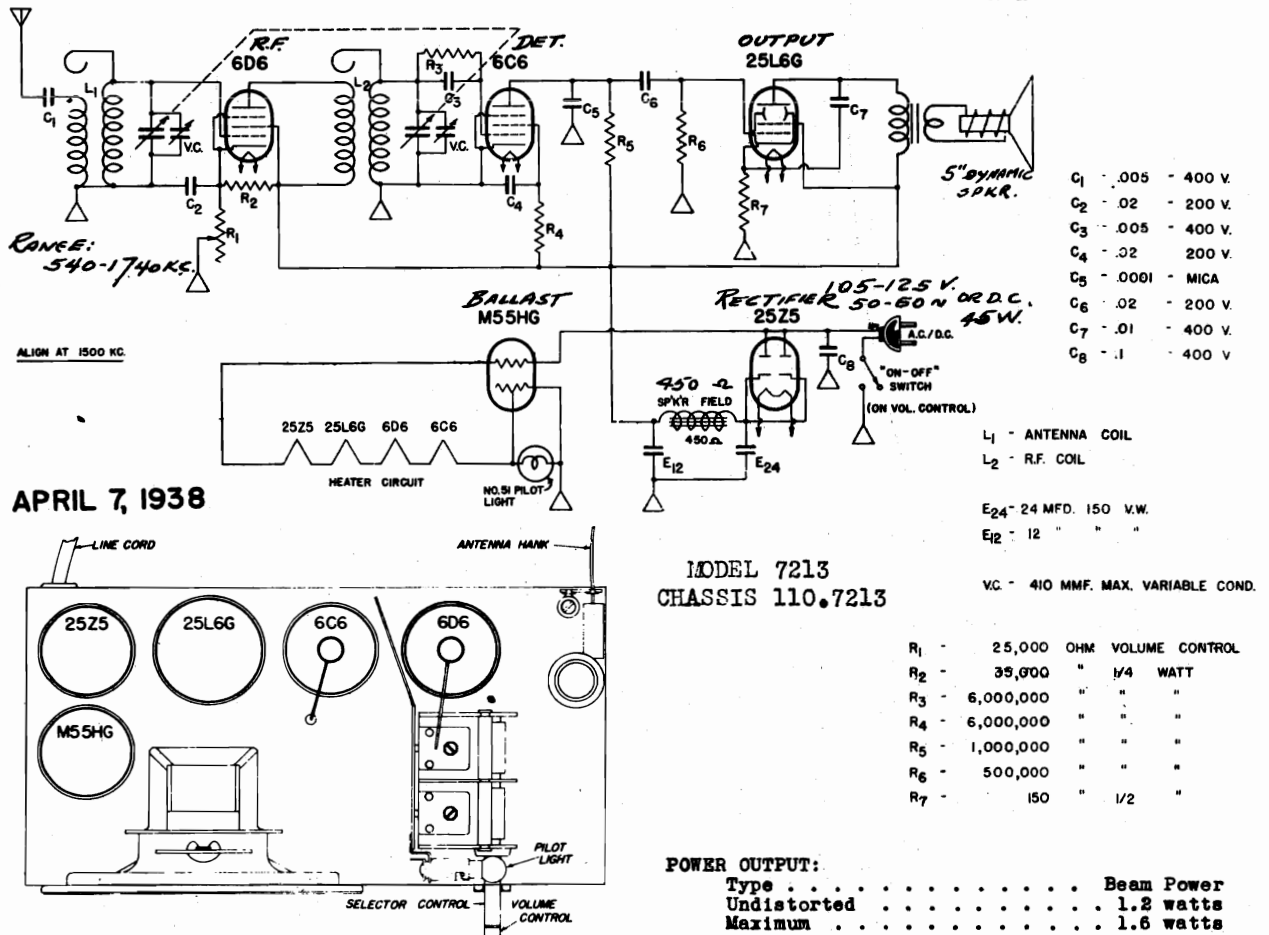 R.F.
6D6
DET.
6C6
OUTPUT
25L6G
L1
C1
V.C.
C2
R2
R1
L2
R3
C3
V.C.
C4
R4
C5
R5
C6
R6
R7
C7
5" DYNAMIC
SPKR.
RANGE:
540-1740 KC.
ALIGN AT 1500 KC.
BALLAST
M55HG
RECTIFIER
25Z5
105-125 V.
50-60 ~ OR D.C.
45W.
A.C./D.C.
C8
"ON-OFF"
SWITCH
(ON VOL. CONTROL)
450 Ω
SP'K'R FIELD
450Ω
E12
E24
25Z5 25L6G 6D6 6C6
HEATER CIRCUIT
NO.51 PILOT
LIGHT
C1 - .005 - 400 V.
C2 - .02 - 200 V.
C3 - .005 - 400 V.
C4 - .02 200 V.
C5 - .0001 - MICA
C6 - .02 - 200 V.
C7 - .01 - 400 V.
C8 - .1 - 400 V
L1 - ANTENNA COIL
L2 - R.F. COIL
E24 - 24 MFD. 150 V.W.
E12 - 12 " " "
V.C. - 410 MMF. MAX. VARIABLE COND.
APRIL 7, 1938
LINE CORD
ANTENNA HANK
25Z5
25L6G
6C6
6D6
M55HG
PILOT
LIGHT
SELECTOR CONTROL
VOLUME
CONTROL
MODEL 7213
CHASSIS 110.7213
R1 - 25,000 OHM VOLUME CONTROL
R2 - 35,000 " 1/4 WATT
R3 - 6,000,000 " " "
R4 - 6,000,000 " " "
R5 - 1,000,000 " " "
R6 - 500,000 " " "
R7 - 150 " 1/2 "
POWER OUTPUT:
Type . . . . . . . . . . . . . Beam Power
Undistorted . . . . . . . . . . 1.2 watts
Maximum . . . . . . . . . . . . 1.6 watts